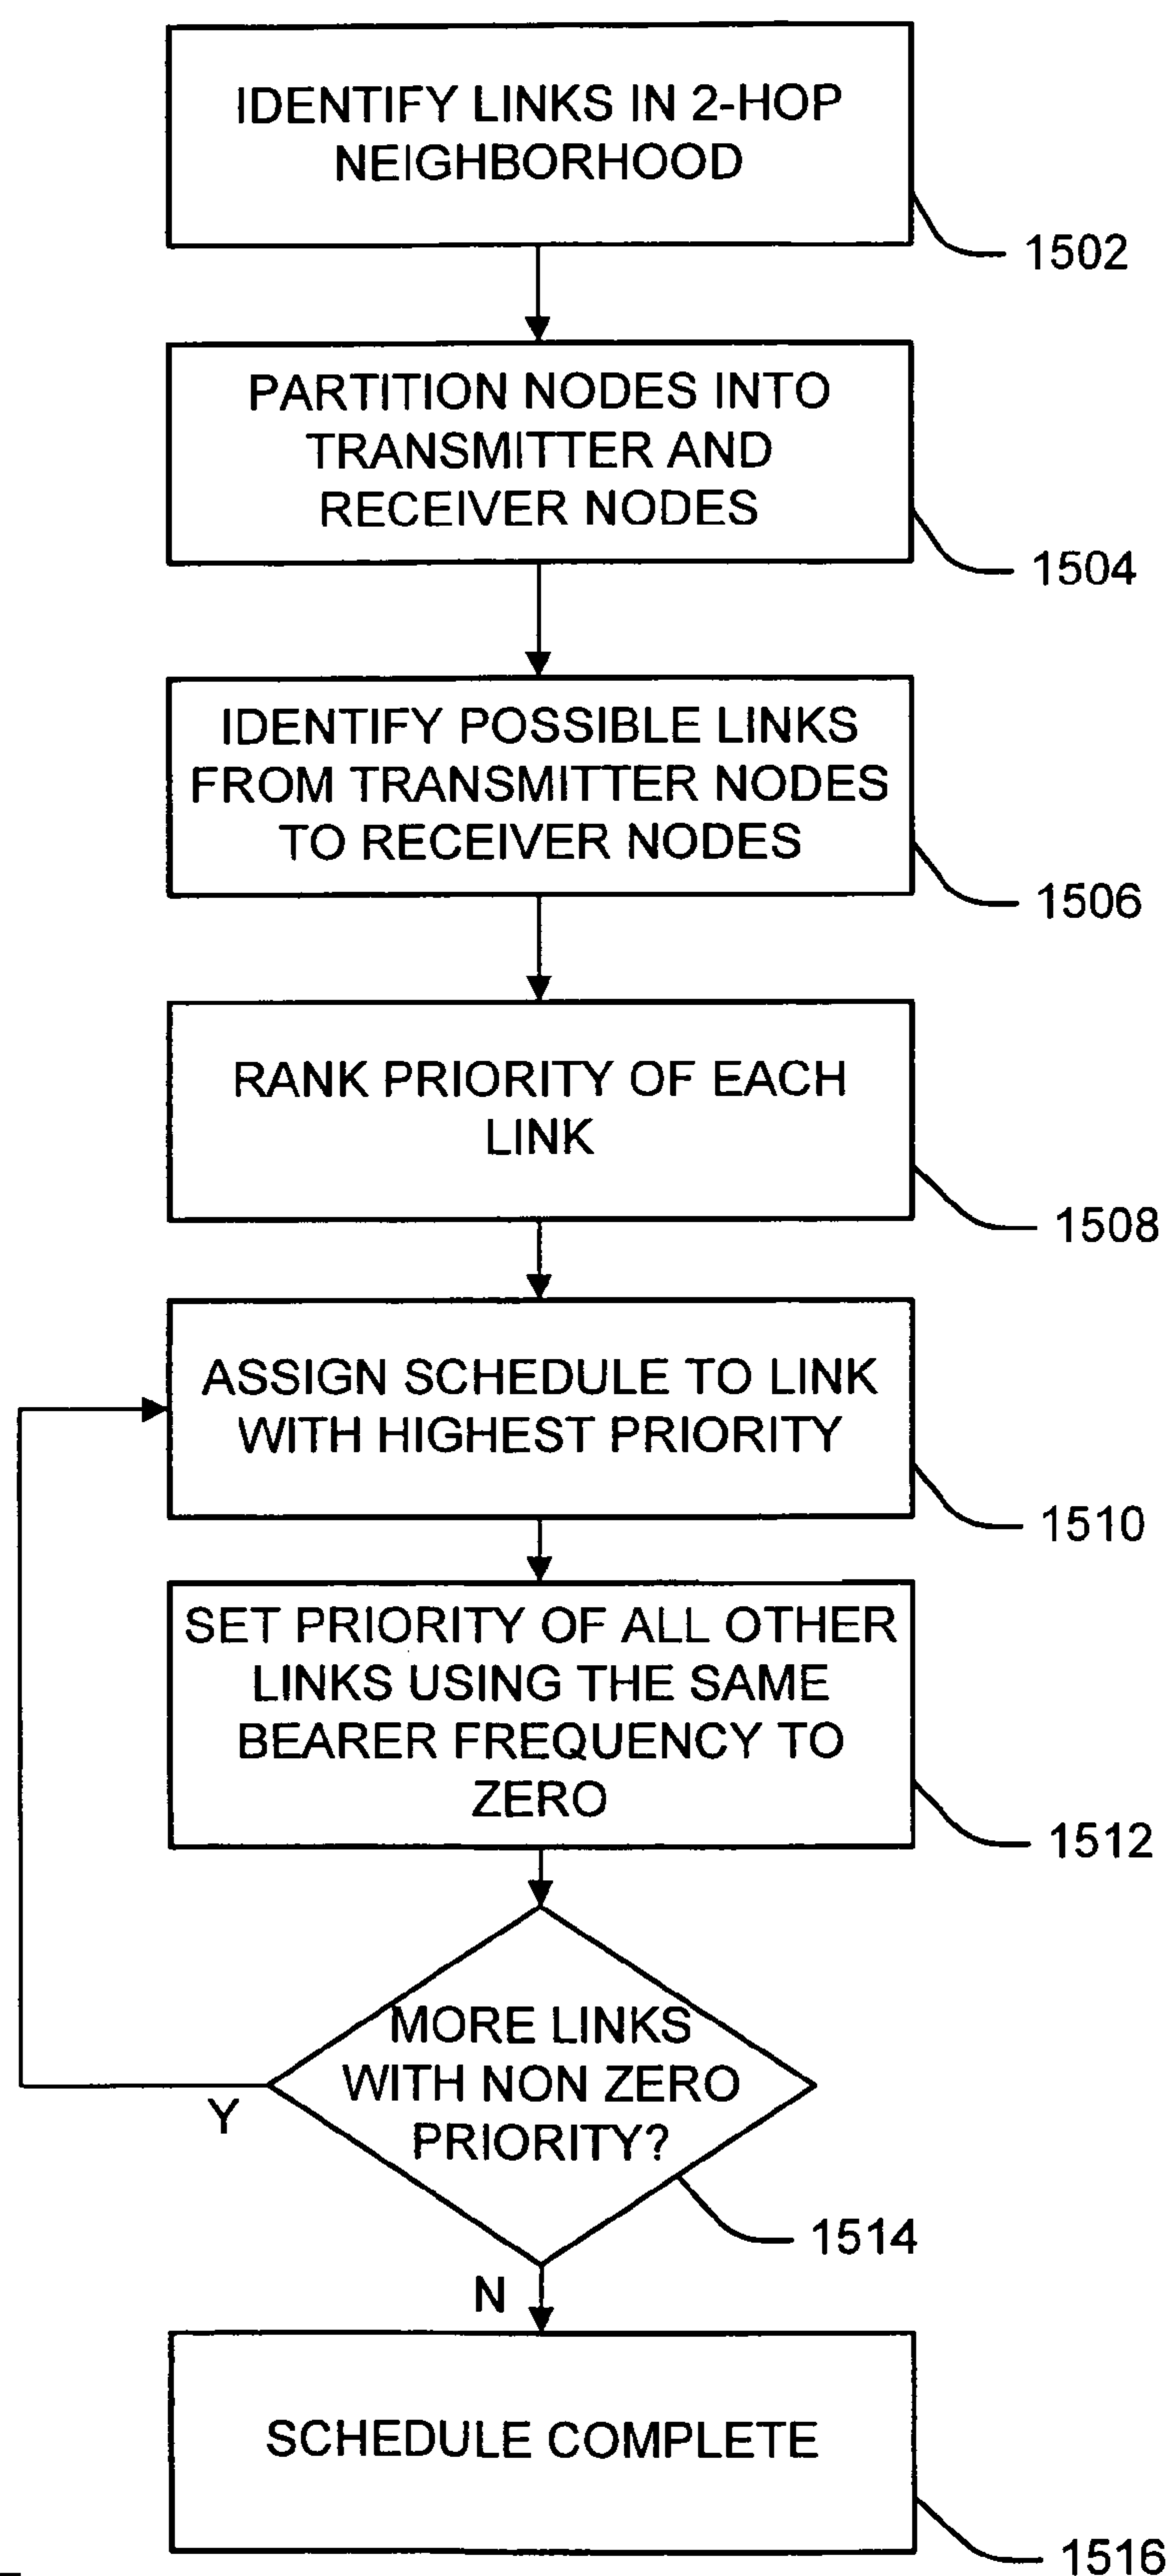 IDENTIFY LINKS IN 2-HOP
NEIGHBORHOOD
1502
PARTITION NODES INTO
TRANSMITTER AND
RECEIVER NODES
1504
IDENTIFY POSSIBLE LINKS
FROM TRANSMITTER NODES
TO RECEIVER NODES
1506
RANK PRIORITY OF EACH
LINK
1508
ASSIGN SCHEDULE TO LINK
WITH HIGHEST PRIORITY
1510
SET PRIORITY OF ALL OTHER
LINKS USING THE SAME
BEARER FREQUENCY TO
ZERO
1512
MORE LINKS
WITH NON ZERO
PRIORITY?
Y
1514
N
SCHEDULE COMPLETE
1516